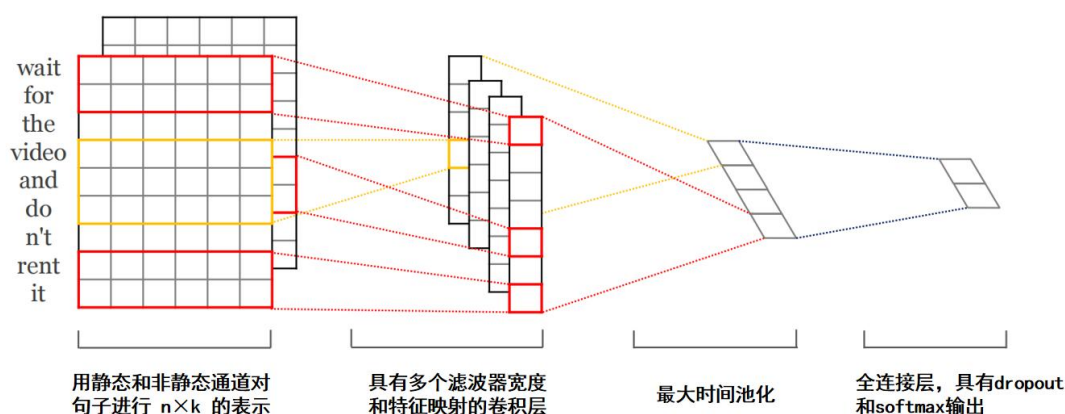 wait
for
the
video
and
do
n't
rent
it
用静态和非静态通道对
句子进行 n×k 的表示
具有多个滤波器宽度
和特征映射的卷积层
最大时间池化
全连接层，具有dropout
和softmax输出